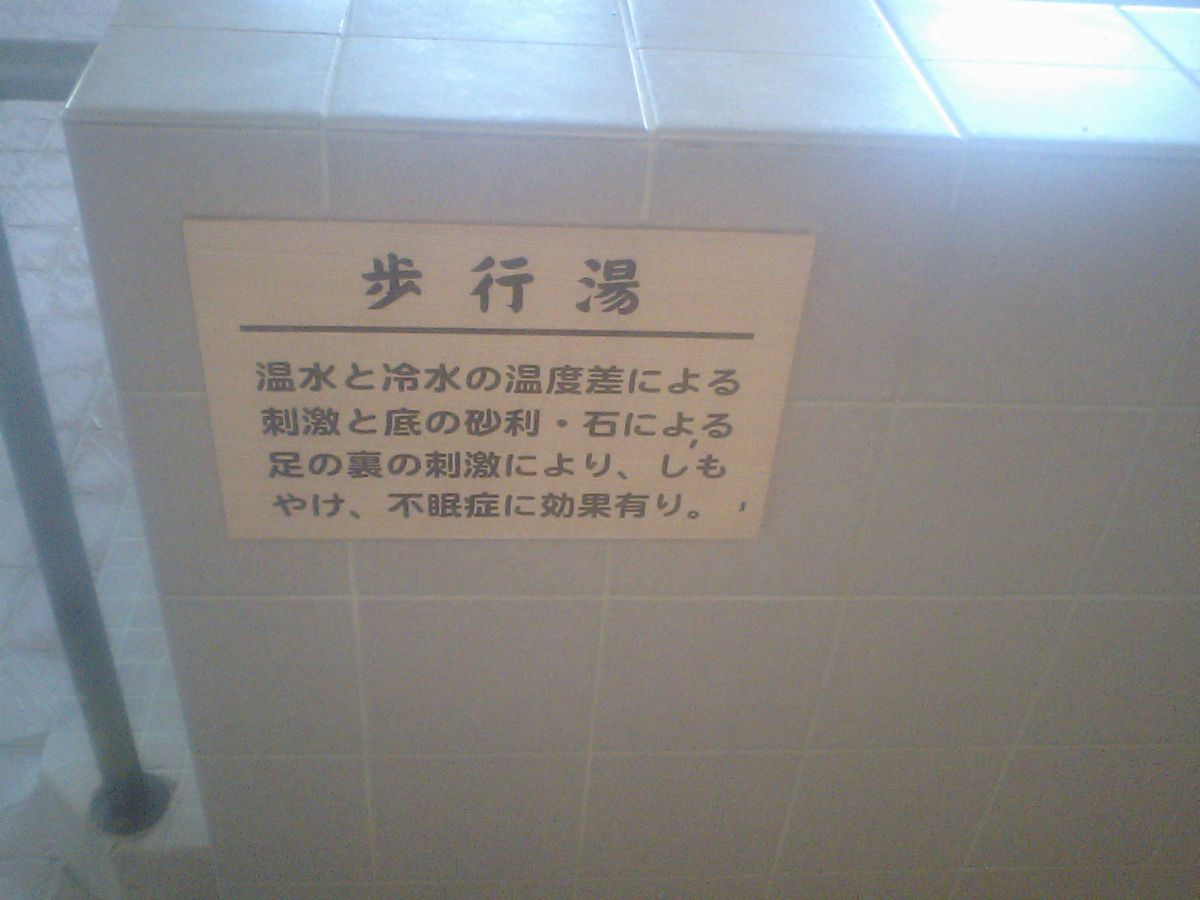 歩行湯
温水と冷水の温度差による
刺激と底の砂利・石による
足の裏の刺激により、しも
やけ、不眠症に効果有り。